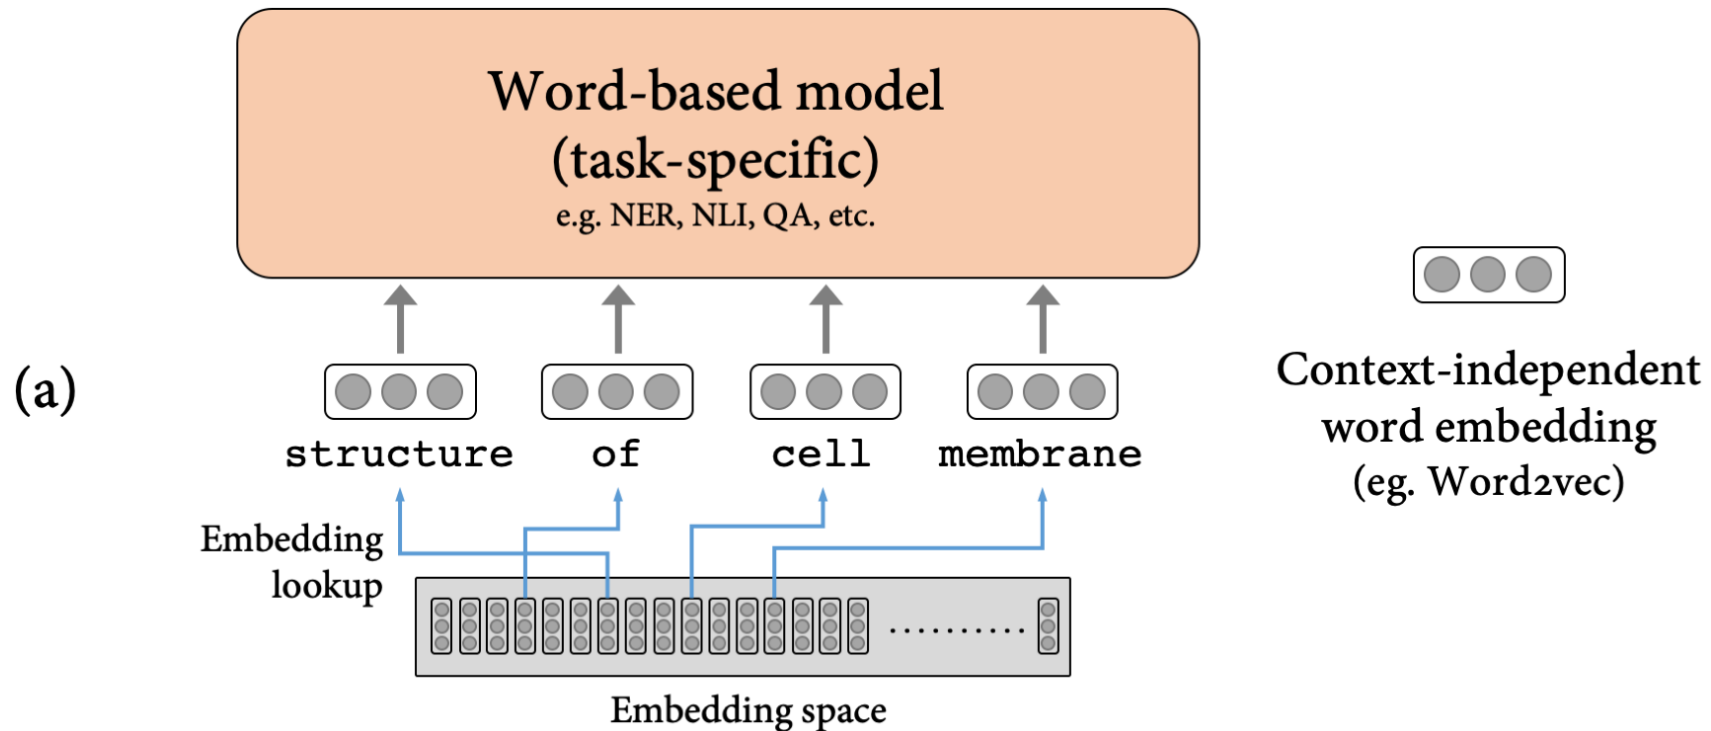 Word-based model
(task-specific)
e.g. NER, NLI, QA, etc.
(a)
structure of cell membrane
Embedding
lookup
Embedding space
Context-independent
word embedding
(eg. Word2vec)